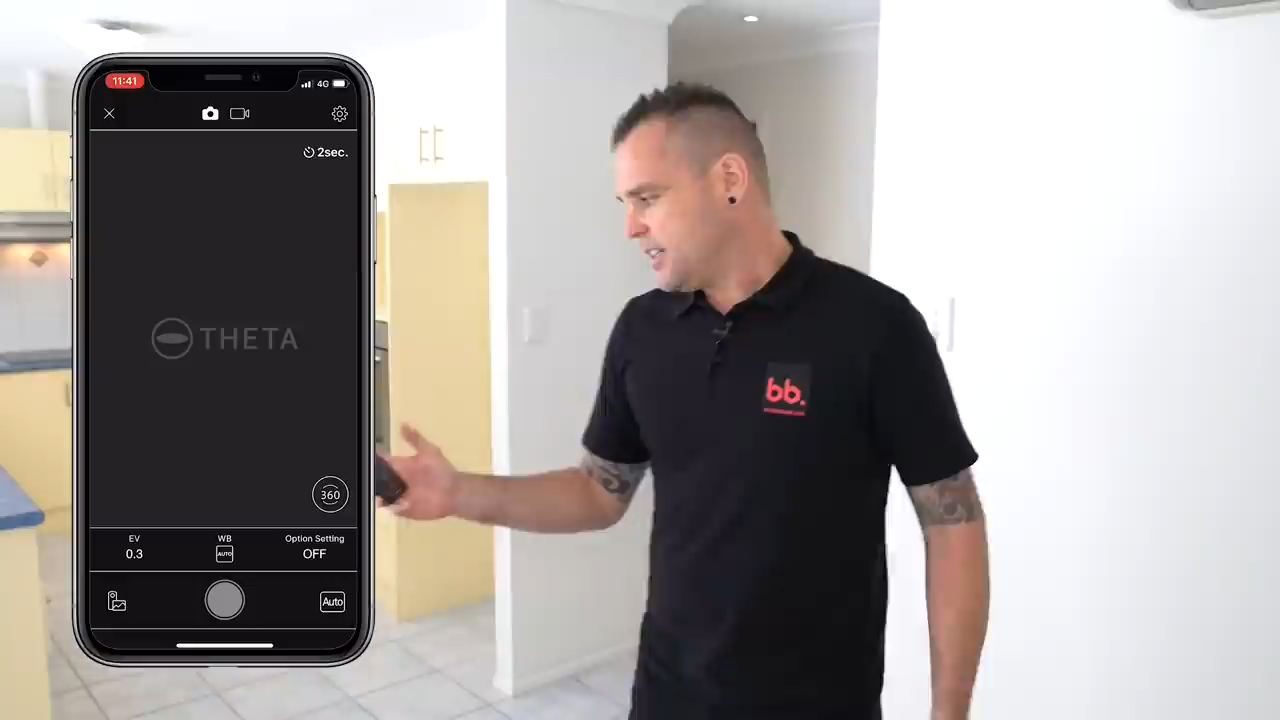 11:41
4G
2sec.
THETA
360
EV
WB
Option Setting
0.3
AUTO
OFF
Auto
bb.